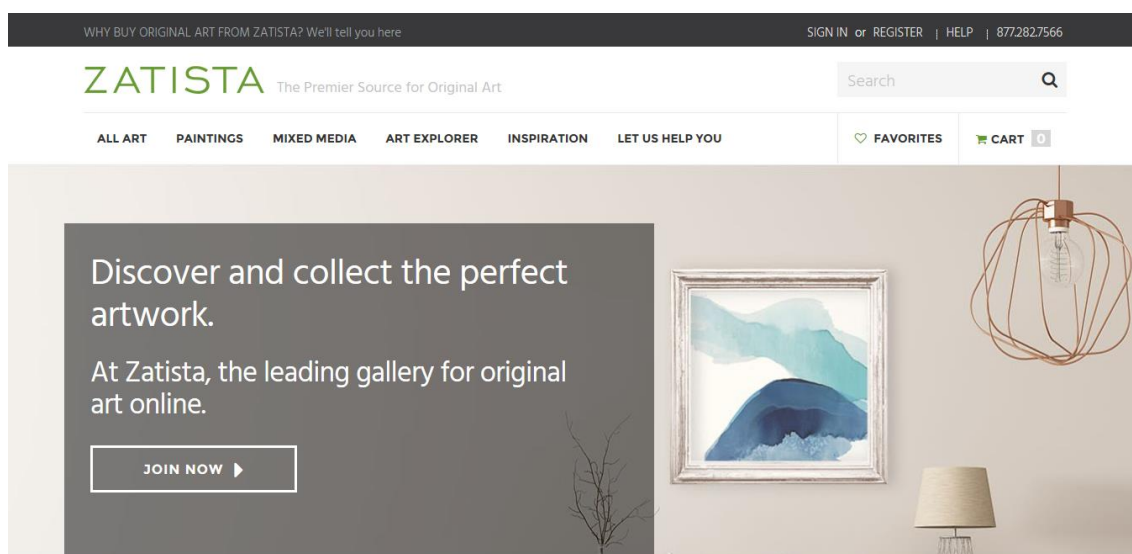 WHY BUY ORIGINAL ART FROM ZATISTA? We'll tell you here
SIGN IN or REGISTER | HELP | 877.282.7566
ZATISTA The Premier Source for Original Art
Search
ALL ART PAINTINGS MIXED MEDIA ART EXPLORER INSPIRATION LET US HELP YOU
FAVORITES CART 0
Discover and collect the perfect
artwork.
At Zatista, the leading gallery for original
art online.
JOIN NOW